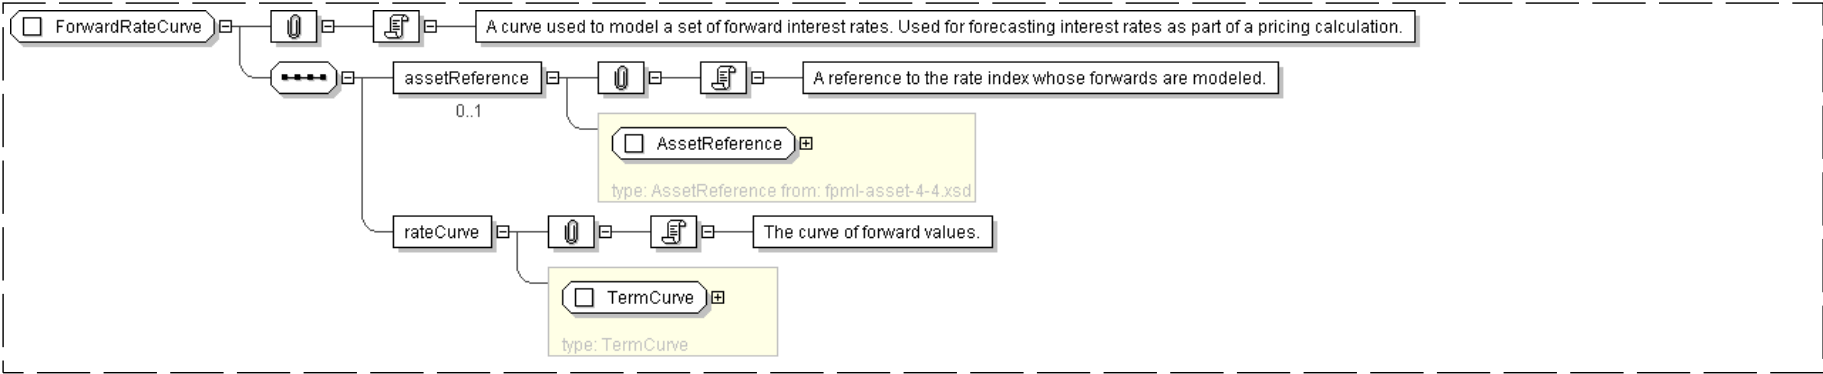 ForwardRateCurve
A curve used to model a set of forward interest rates. Used for forecasting interest rates as part of a pricing calculation.
assetReference
A reference to the rate index whose forwards are modeled.
0..1
AssetReference
type: AssetReference from: fpml-asset-4-4.xsd
rateCurve
The curve of forward values.
TermCurve
type: TermCurve